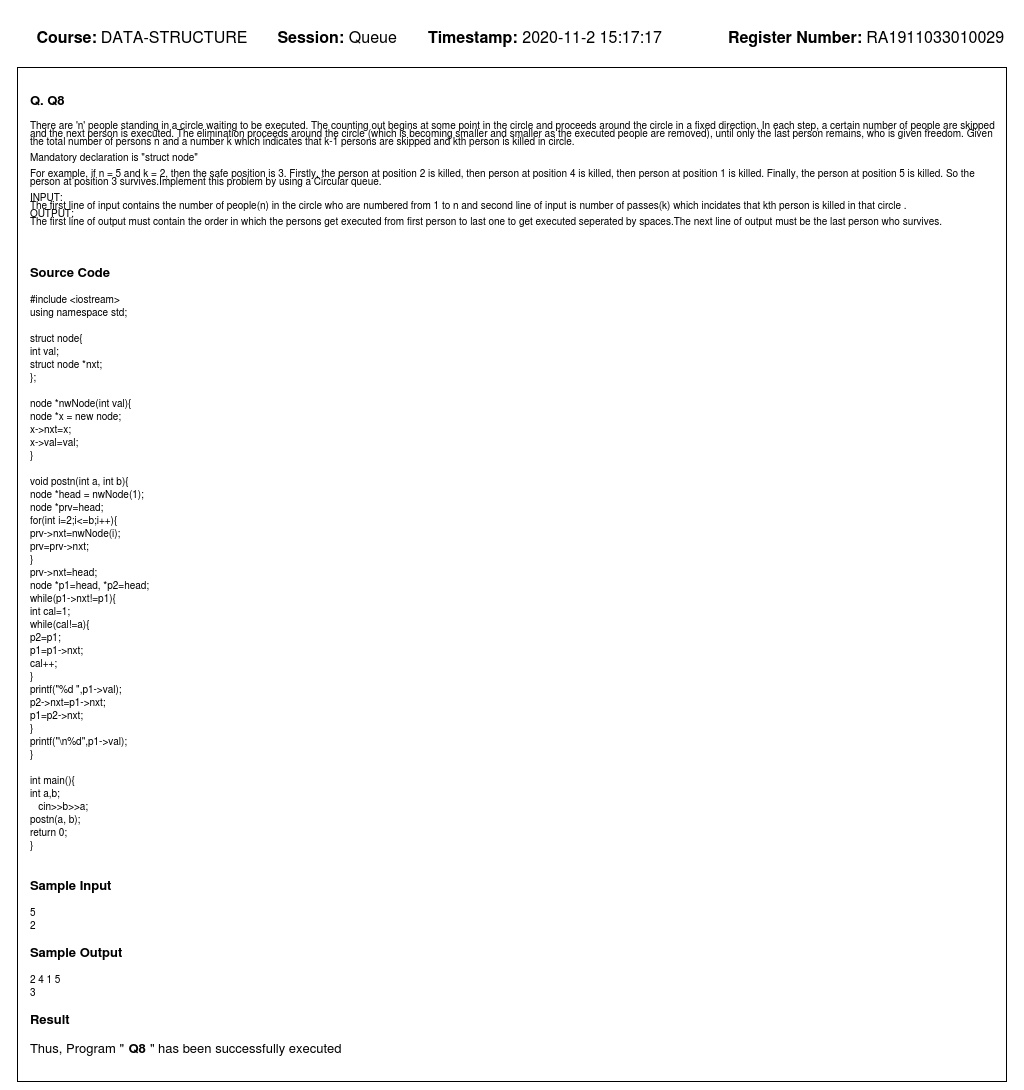 Course: DATA-STRUCTURE Session: Queue Timestamp: 2020-11-2 15:17:17 Register Number: RA1911033010029
Q. Q8
There are 'n' people standing in a circle waiting to be executed. The counting out begins at some point in the circle and proceeds around the circle in a fixed direction. In each step, a certain number of people are skipped
and the next person is executed. The elimination proceeds around the circle (which is becoming smaller and smaller as the executed people are removed), until only the last person remains, who is given freedom. Given
the total number of persons n and a number k which indicates that k-1 persons are skipped and kth person is killed in circle.
Mandatory declaration is "struct node"
For example, if n = 5 and k = 2, then the safe position is 3. Firstly, the person at position 2 is killed, then person at position 4 is killed, then person at position 1 is killed. Finally, the person at position 5 is killed. So the
person at position 3 survives.Implement this problem by using a Circular queue.
INPUT:
The first line of input contains the number of people(n) in the circle who are numbered from 1 to n and second line of input is number of passes(k) which incidates that kth person is killed in that circle .
OUTPUT:
The first line of output must contain the order in which the persons get executed from first person to last one to get executed seperated by spaces.The next line of output must be the last person who survives.
Source Code
#include <iostream>
using namespace std;
struct node{
int val;
struct node *nxt;
};
node *nwNode(int val){
node *x = new node;
x->nxt=x;
x->val=val;
}
void postn(int a, int b){
node *head = nwNode(1);
node *prv=head;
for(int i=2;i<=b;i++){
prv->nxt=nwNode(i);
prv=prv->nxt;
}
prv->nxt=head;
node *p1=head, *p2=head;
while(p1->nxt!=p1){
int cal=1;
while(cal!=a){
p2=p1;
p1=p1->nxt;
cal++;
}
printf("%d ",p1->val);
p2->nxt=p1->nxt;
p1=p2->nxt;
}
printf("\n%d",p1->val);
}
int main(){
int a,b;
cin>>b>>a;
postn(a, b);
return 0;
}
Sample Input
5
2
Sample Output
2 4 1 5
3
Result
Thus, Program " Q8 " has been successfully executed